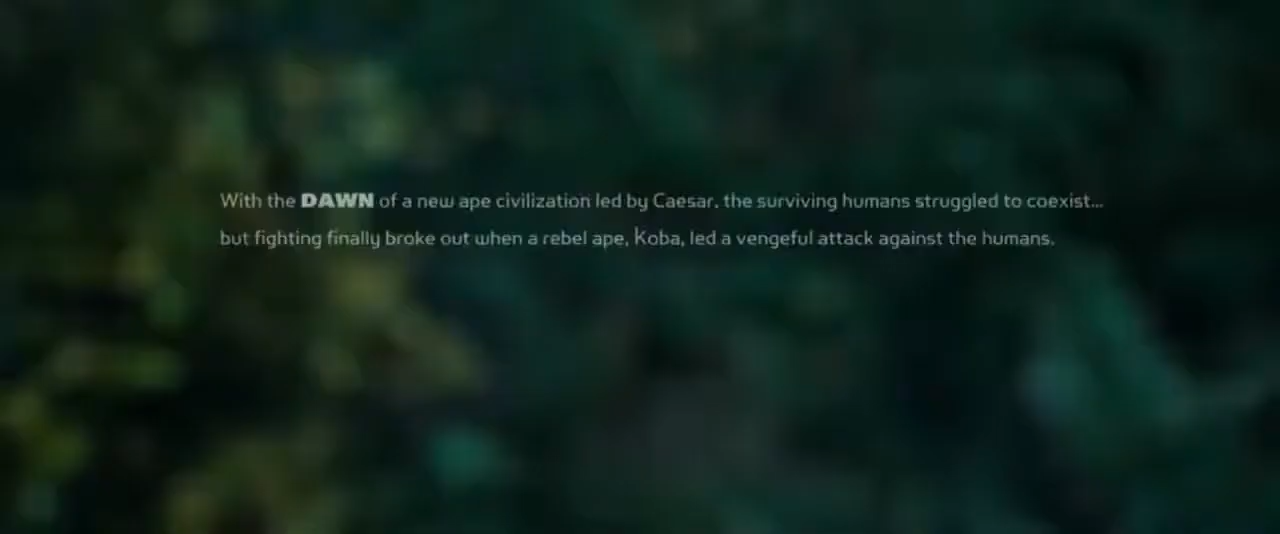 With the DAWN of a new ape civilization led by Caesar, the surviving humans struggled to coexist...
but fighting finally broke out when a rebel ape, Koba, led a vengeful attack against the humans.